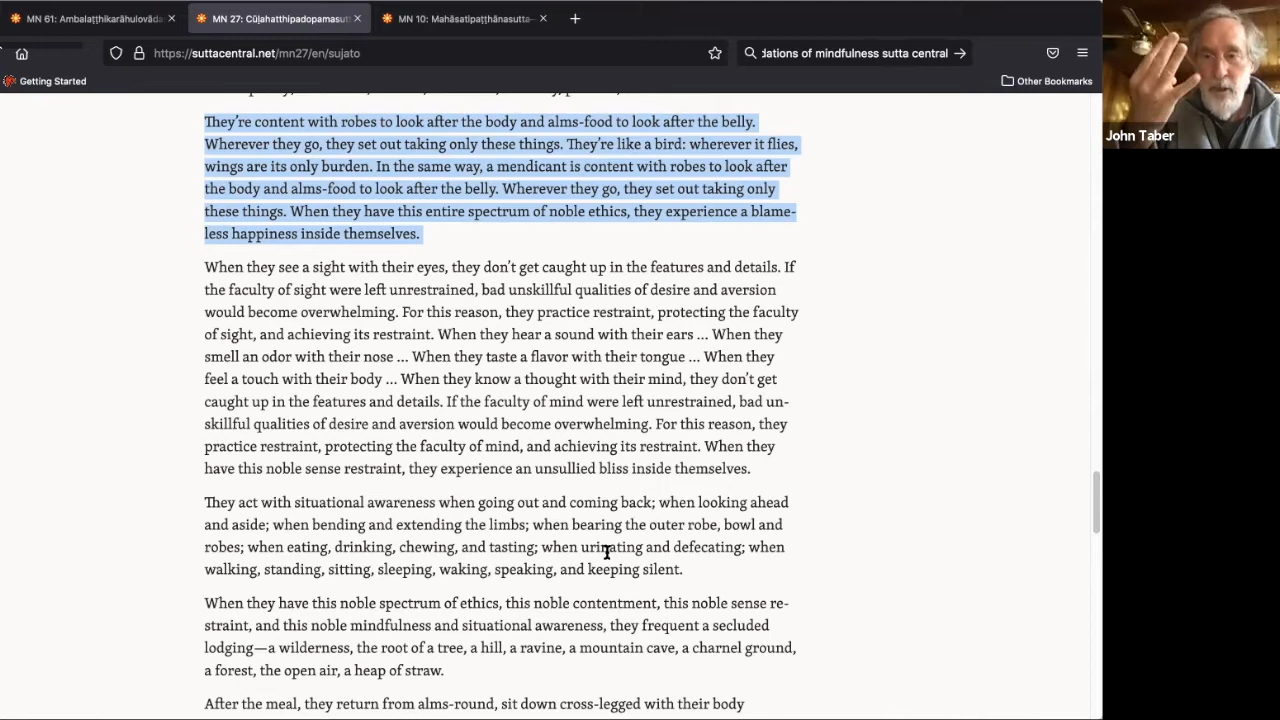 MN 61: Ambalaṭṭhikarāhulovāda
MN 27: Cūḷahatthipadopamasut
MN 10: Mahāsatipaṭṭhānasutta—
https://suttacentral.net/mn27/en/sujato
dations of mindfulness sutta central
Getting Started
Other Bookmarks
John Taber
They’re content with robes to look after the body and alms-food to look after the belly.
Wherever they go, they set out taking only these things. They’re like a bird: wherever it flies,
wings are its only burden. In the same way, a mendicant is content with robes to look after
the body and alms-food to look after the belly. Wherever they go, they set out taking only
these things. When they have this entire spectrum of noble ethics, they experience a blame-
less happiness inside themselves.
When they see a sight with their eyes, they don’t get caught up in the features and details. If
the faculty of sight were left unrestrained, bad unskillful qualities of desire and aversion
would become overwhelming. For this reason, they practice restraint, protecting the faculty
of sight, and achieving its restraint. When they hear a sound with their ears … When they
smell an odor with their nose … When they taste a flavor with their tongue … When they
feel a touch with their body … When they know a thought with their mind, they don’t get
caught up in the features and details. If the faculty of mind were left unrestrained, bad un-
skillful qualities of desire and aversion would become overwhelming. For this reason, they
practice restraint, protecting the faculty of mind, and achieving its restraint. When they
have this noble sense restraint, they experience an unsullied bliss inside themselves.
They act with situational awareness when going out and coming back; when looking ahead
and aside; when bending and extending the limbs; when bearing the outer robe, bowl and
robes; when eating, drinking, chewing, and tasting; when urinating and defecating; when
walking, standing, sitting, sleeping, waking, speaking, and keeping silent.
When they have this noble spectrum of ethics, this noble contentment, this noble sense re-
straint, and this noble mindfulness and situational awareness, they frequent a secluded
lodging—a wilderness, the root of a tree, a hill, a ravine, a mountain cave, a charnel ground,
a forest, the open air, a heap of straw.
After the meal, they return from alms-round, sit down cross-legged with their body